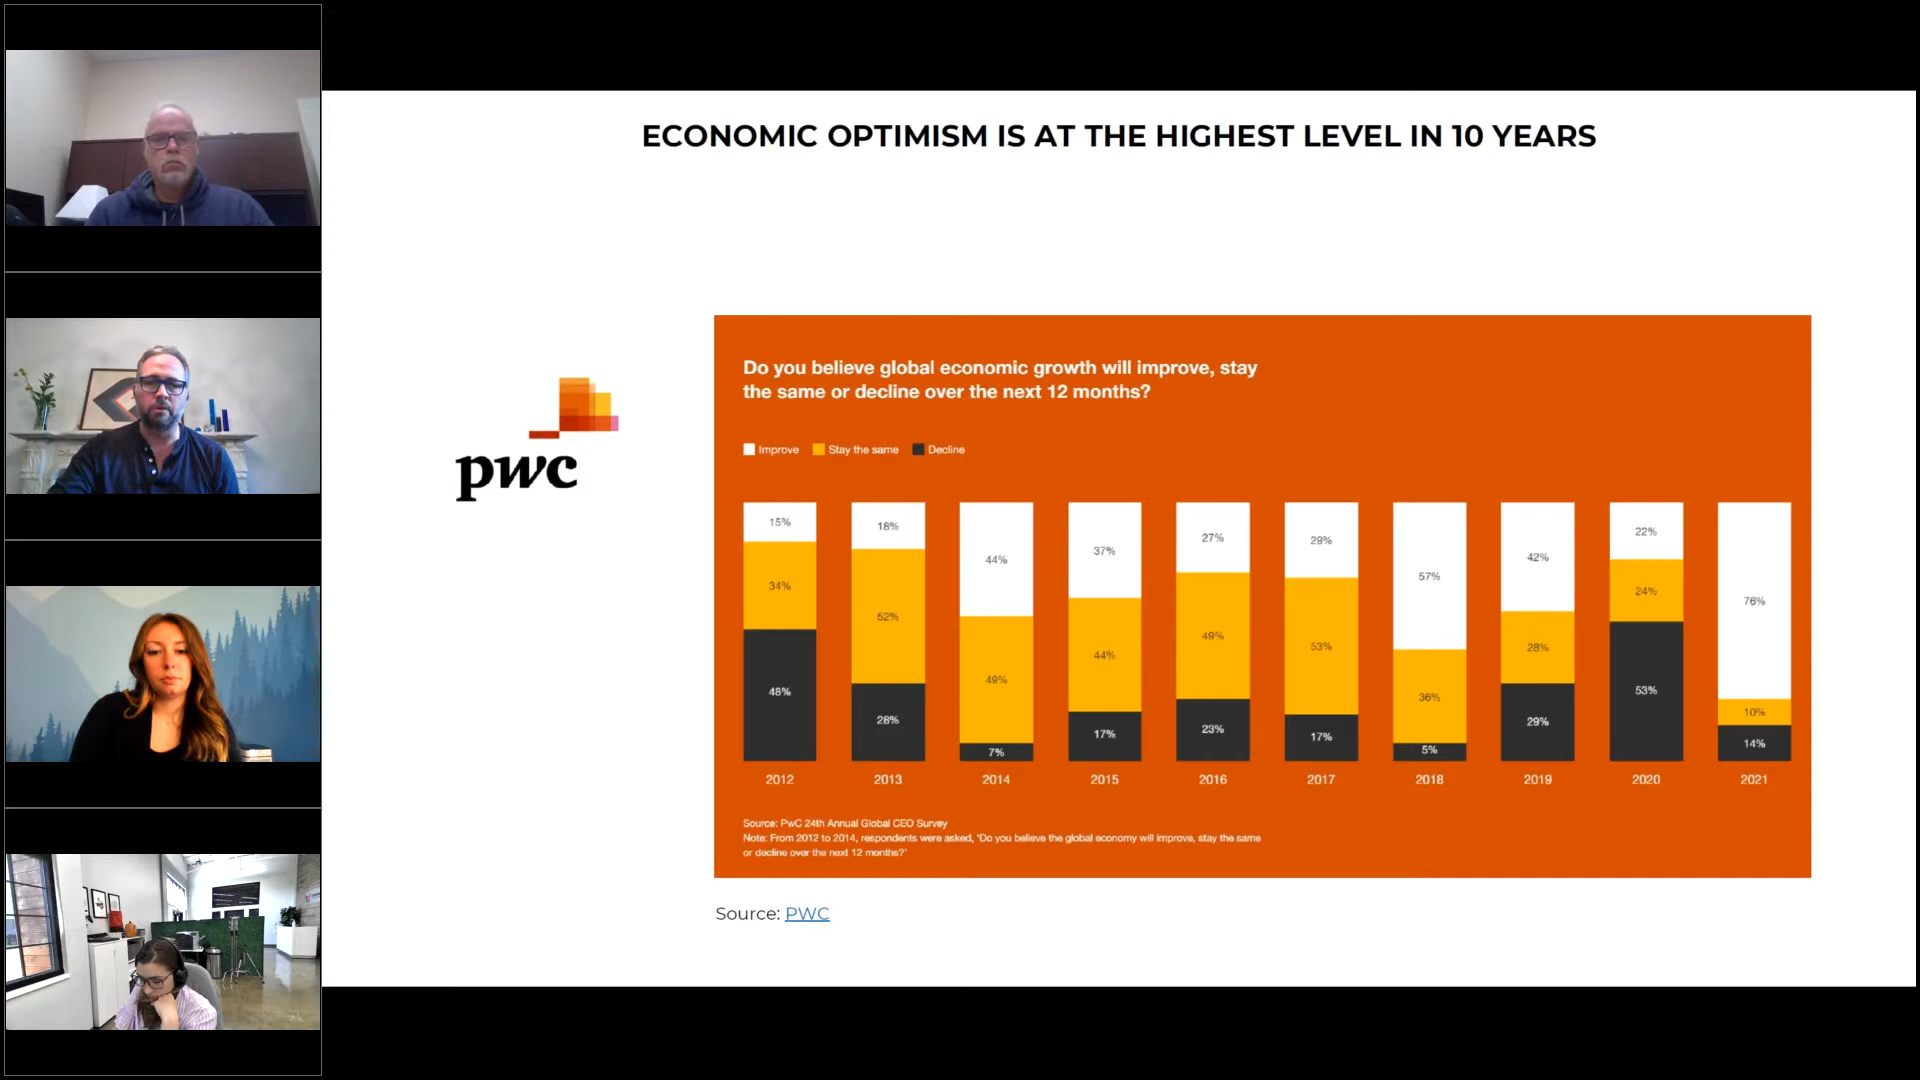 ECONOMIC OPTIMISM IS AT THE HIGHEST LEVEL IN 10 YEARS
pwc
Do you believe global economic growth will improve, stay
the same or decline over the next 12 months?
Improve Stay the same Decline
15% 18% 44% 37% 27% 29% 57% 42% 22% 76%
34% 52% 49% 44% 49% 53% 36% 28% 24% 10%
48% 28% 7% 17% 23% 17% 5% 29% 53% 14%
2012 2013 2014 2015 2016 2017 2018 2019 2020 2021
Source: PwC 24th Annual Global CEO Survey
Note: From 2012 to 2014, respondents were asked, 'Do you believe the global economy will improve, stay the same
or decline over the next 12 months?'
Source: PWC